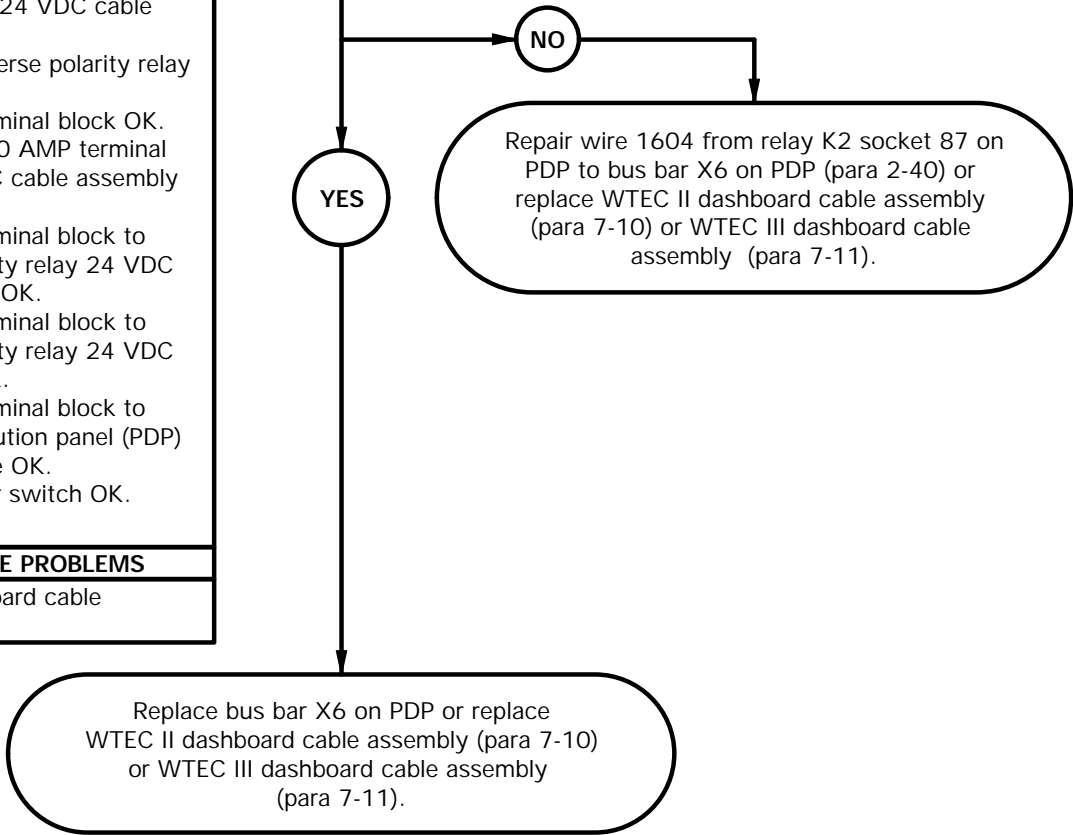 24 VDC cable
erse polarity relay
minal block OK.
0 AMP terminal
C cable assembly
minal block to
ty relay 24 VDC
OK.
minal block to
ty relay 24 VDC
.
minal block to
ution panel (PDP)
e OK.
r switch OK.
E PROBLEMS
oard cable
NO
Repair wire 1604 from relay K2 socket 87 on
PDP to bus bar X6 on PDP (para 2-40) or
replace WTEC II dashboard cable assembly
(para 7-10) or WTEC III dashboard cable
assembly (para 7-11).
YES
Replace bus bar X6 on PDP or replace
WTEC II dashboard cable assembly (para 7-10)
or WTEC III dashboard cable assembly
(para 7-11).